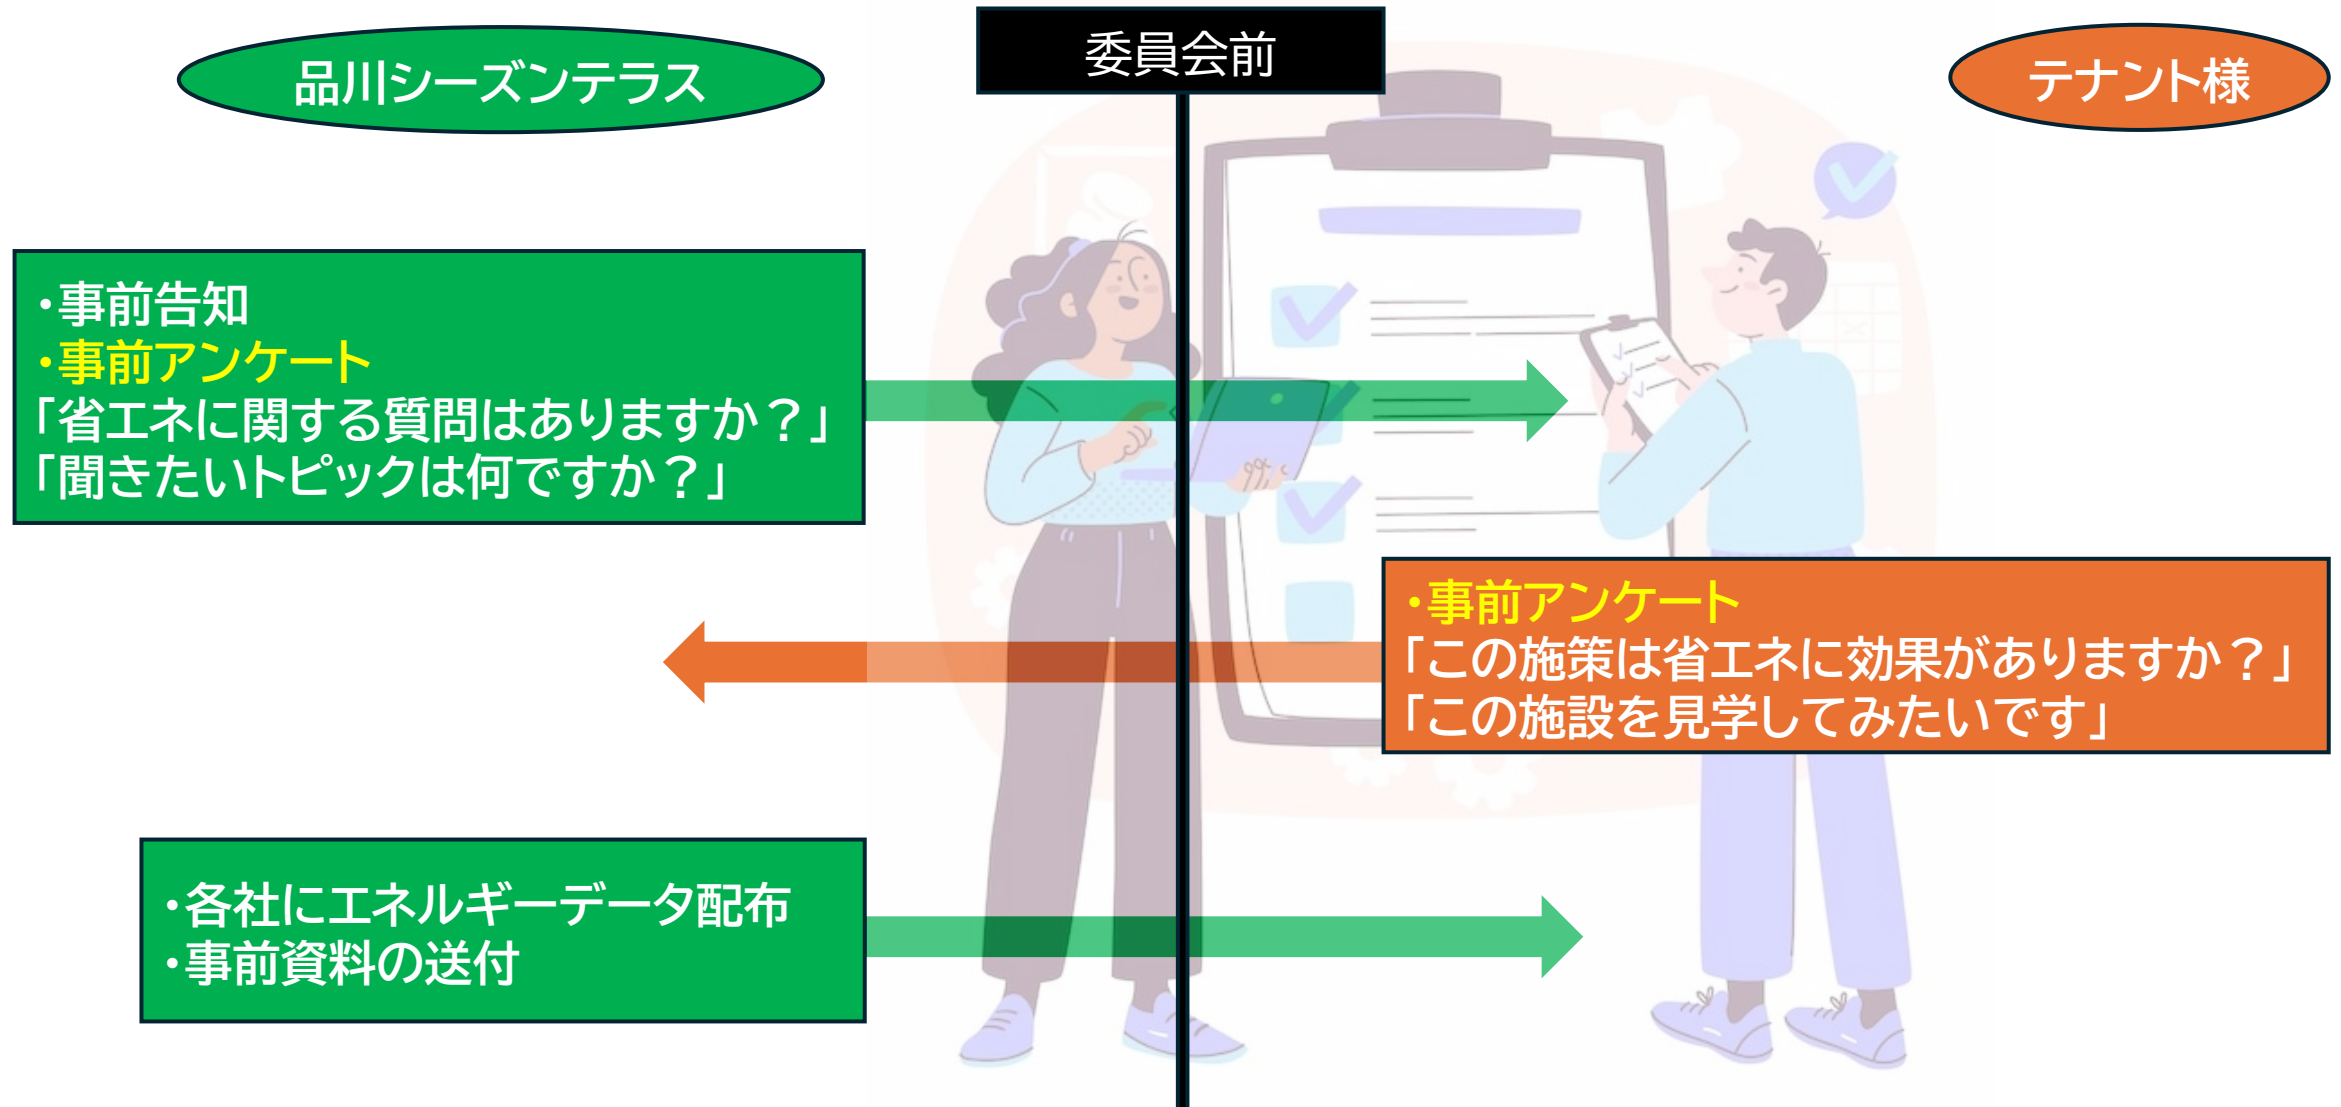 品川シーズンテラス
委員会前
テナント様
・事前告知
・事前アンケート
「省エネに関する質問はありますか？」
「聞きたいトピックは何ですか？」
・事前アンケート
「この施策は省エネに効果がありますか？」
「この施設を見学してみたいです」
・各社にエネルギーデータ配布
・事前資料の送付